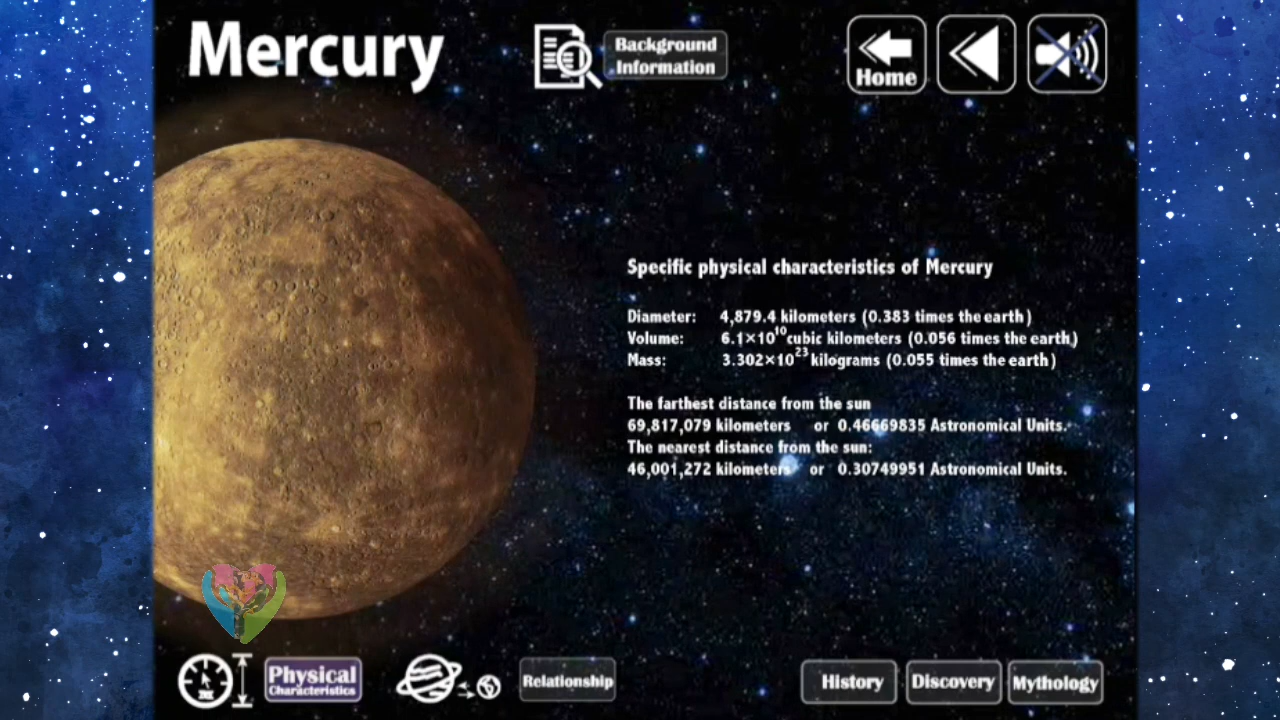 Mercury
Background
Information
Home
Specific physical characteristics of Mercury
Diameter: 4,879.4 kilometers (0.383 times the earth)
Volume: 6.1×10¹⁰ cubic kilometers (0.056 times the earth)
Mass: 3.302×10²³ kilograms (0.055 times the earth)
The farthest distance from the sun
69,817,079 kilometers or 0.46669835 Astronomical Units.
The nearest distance from the sun:
46,001,272 kilometers or 0.30749951 Astronomical Units.
Physical
Characteristics
Relationship
History
Discovery
Mythology